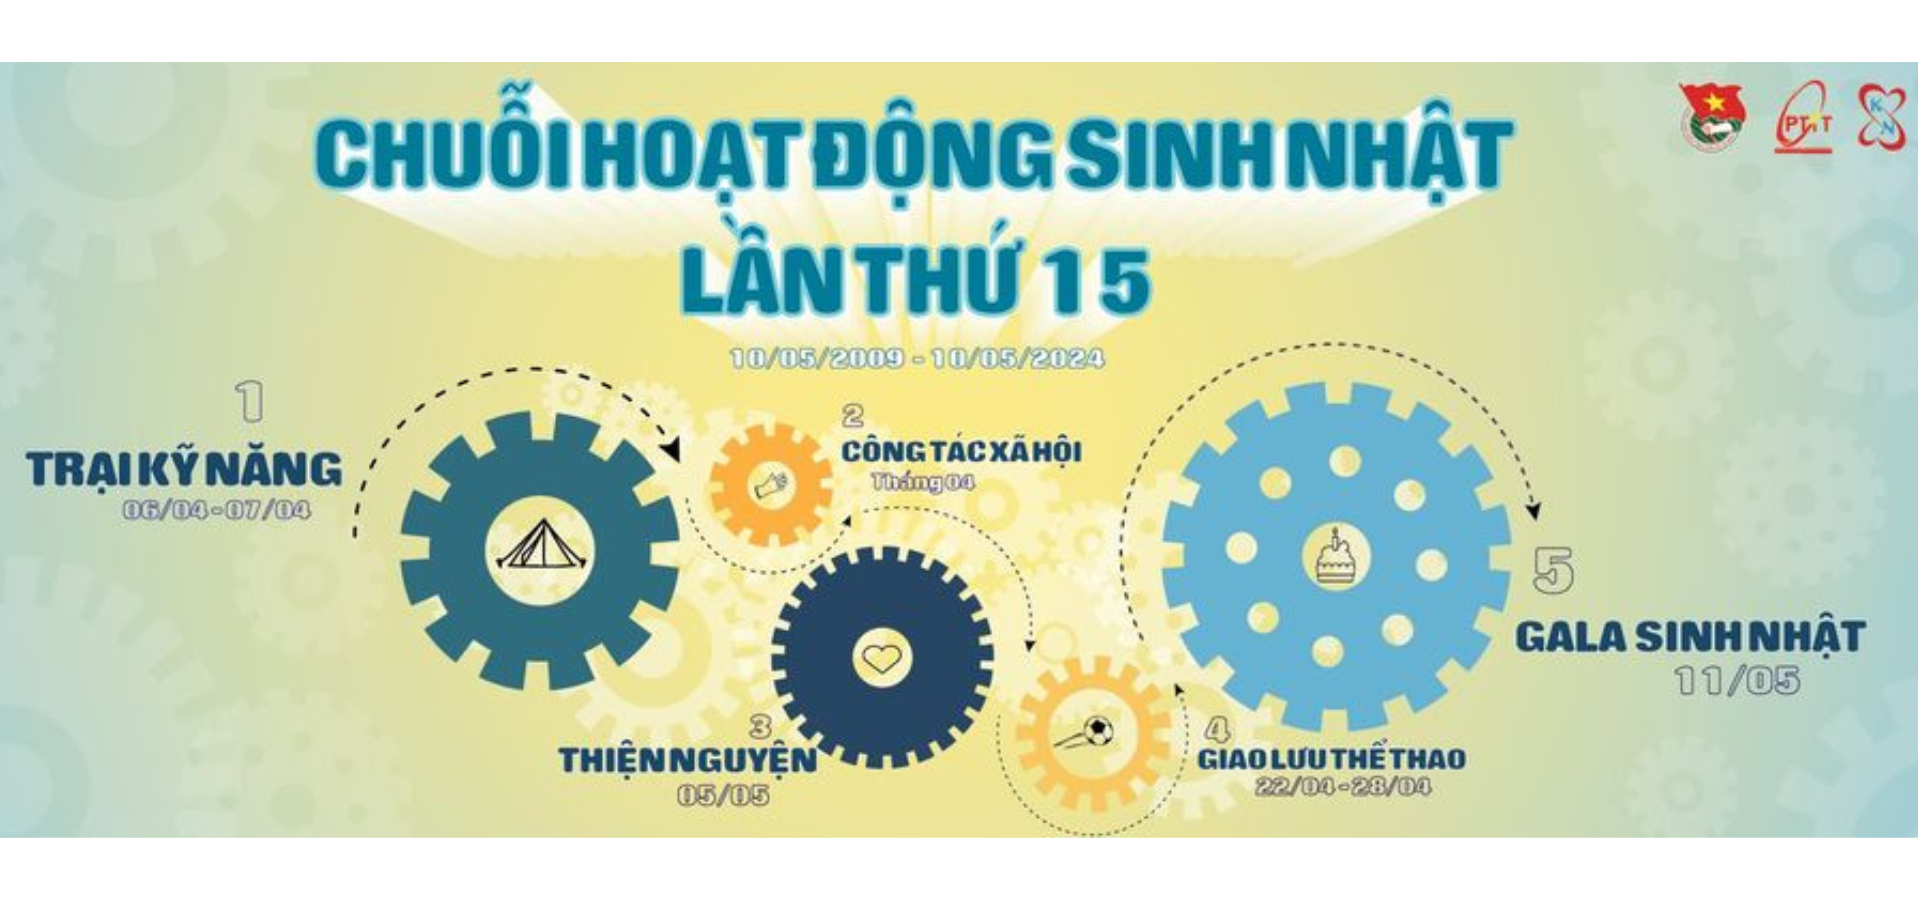 CHUỖI HOẠT ĐỘNG SINH NHẬT
LẦN THỨ 15
10/05/2009 - 10/05/2024
1
TRẠI KỸ NĂNG
06/04-07/04
2
CÔNG TÁC XÃ HỘI
Tháng 04
3
THIỆN NGUYỆN
05/05
4
GIAO LƯU THỂ THAO
22/04-28/04
5
GALA SINH NHẬT
11/05
PTIT
KN